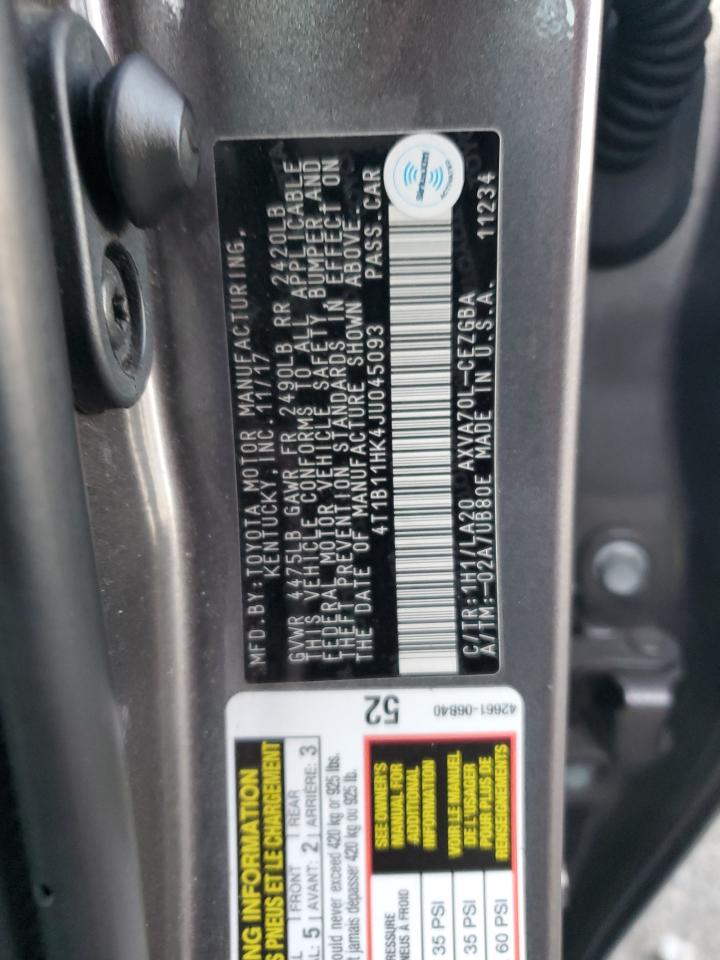 MFD.BY:TOYOTA MOTOR MANUFACTURING,
KENTUCKY,INC.11/17
GVWR 4475LB GAWR FR 2490LB RR 2420LB
THIS VEHICLE CONFORMS TO ALL APPLICABLE
FEDERAL MOTOR VEHICLE SAFETY, BUMPER, AND
THEFT PREVENTION STANDARDS IN EFFECT ON
THE DATE OF MANUFACTURE SHOWN ABOVE.
4T1B11HK4JU045093 PASS.CAR
SiriusXM
ACTIVATED
C/TR:1H1/LA20 AXVA70L-CEZGBA
A/TM:-02A/UB80E MADE IN U.S.A. 11234
NG INFORMATION
PNEUS ET LE CHARGEMENT
FRONT REAR
5 AVANT: 2 ARRIÈRE: 3
never exceed 420 kg or 925 lbs.
jamais dépasser 420 kg ou 925 lb.
52
42661-06B40
SEE OWNER'S
MANUAL FOR
ADDITIONAL
INFORMATION
VOIR LE MANUEL
DE L'USAGER
POUR PLUS DE
RENSEIGNEMENTS
À FROID
35 PSI
35 PSI
60 PSI